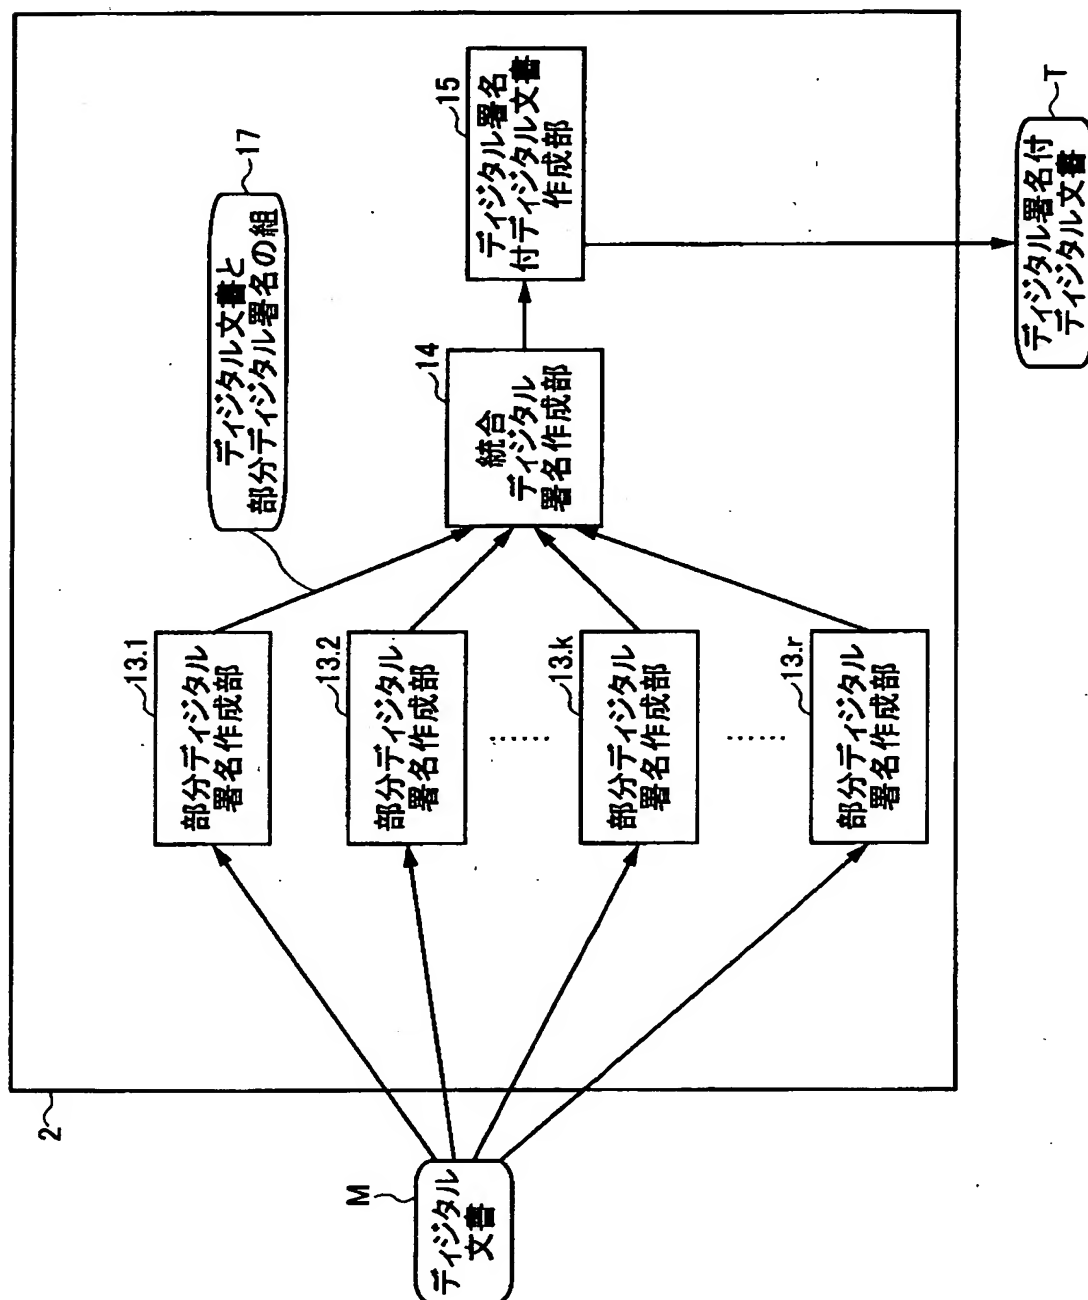 2
M
ディジタル
文書
13.1
部分ディジタル
署名作成部
13.2
部分ディジタル
署名作成部
……
13.k
部分ディジタル
署名作成部
……
13.r
部分ディジタル
署名作成部
17
ディジタル文書と
部分ディジタル署名の組
14
統合
ディジタル
署名作成部
15
ディジタル署名
付ディジタル文書
作成部
T
ディジタル署名付
ディジタル文書